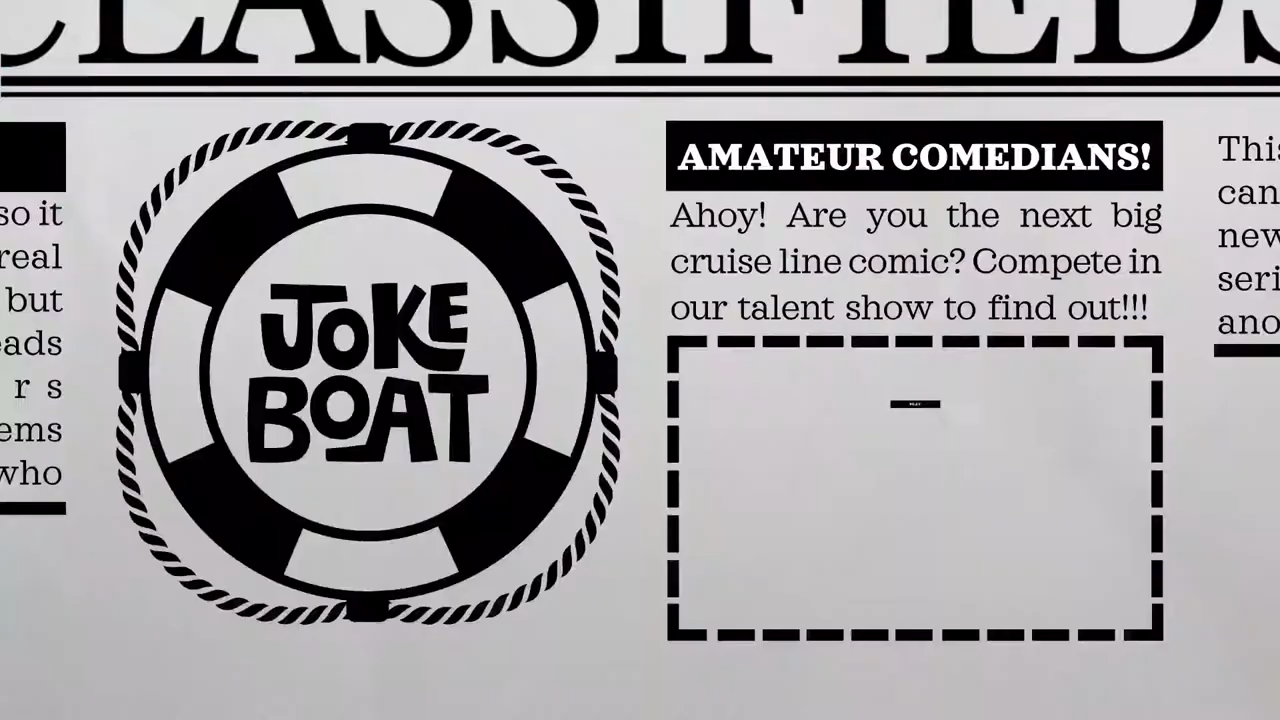 CLASSIFIEDS
so it
real
but
eads
r s
ems
who
JOKE
BOAT
AMATEUR COMEDIANS!
Ahoy! Are you the next big
cruise line comic? Compete in
our talent show to find out!!!
This
can
new
seri
ano